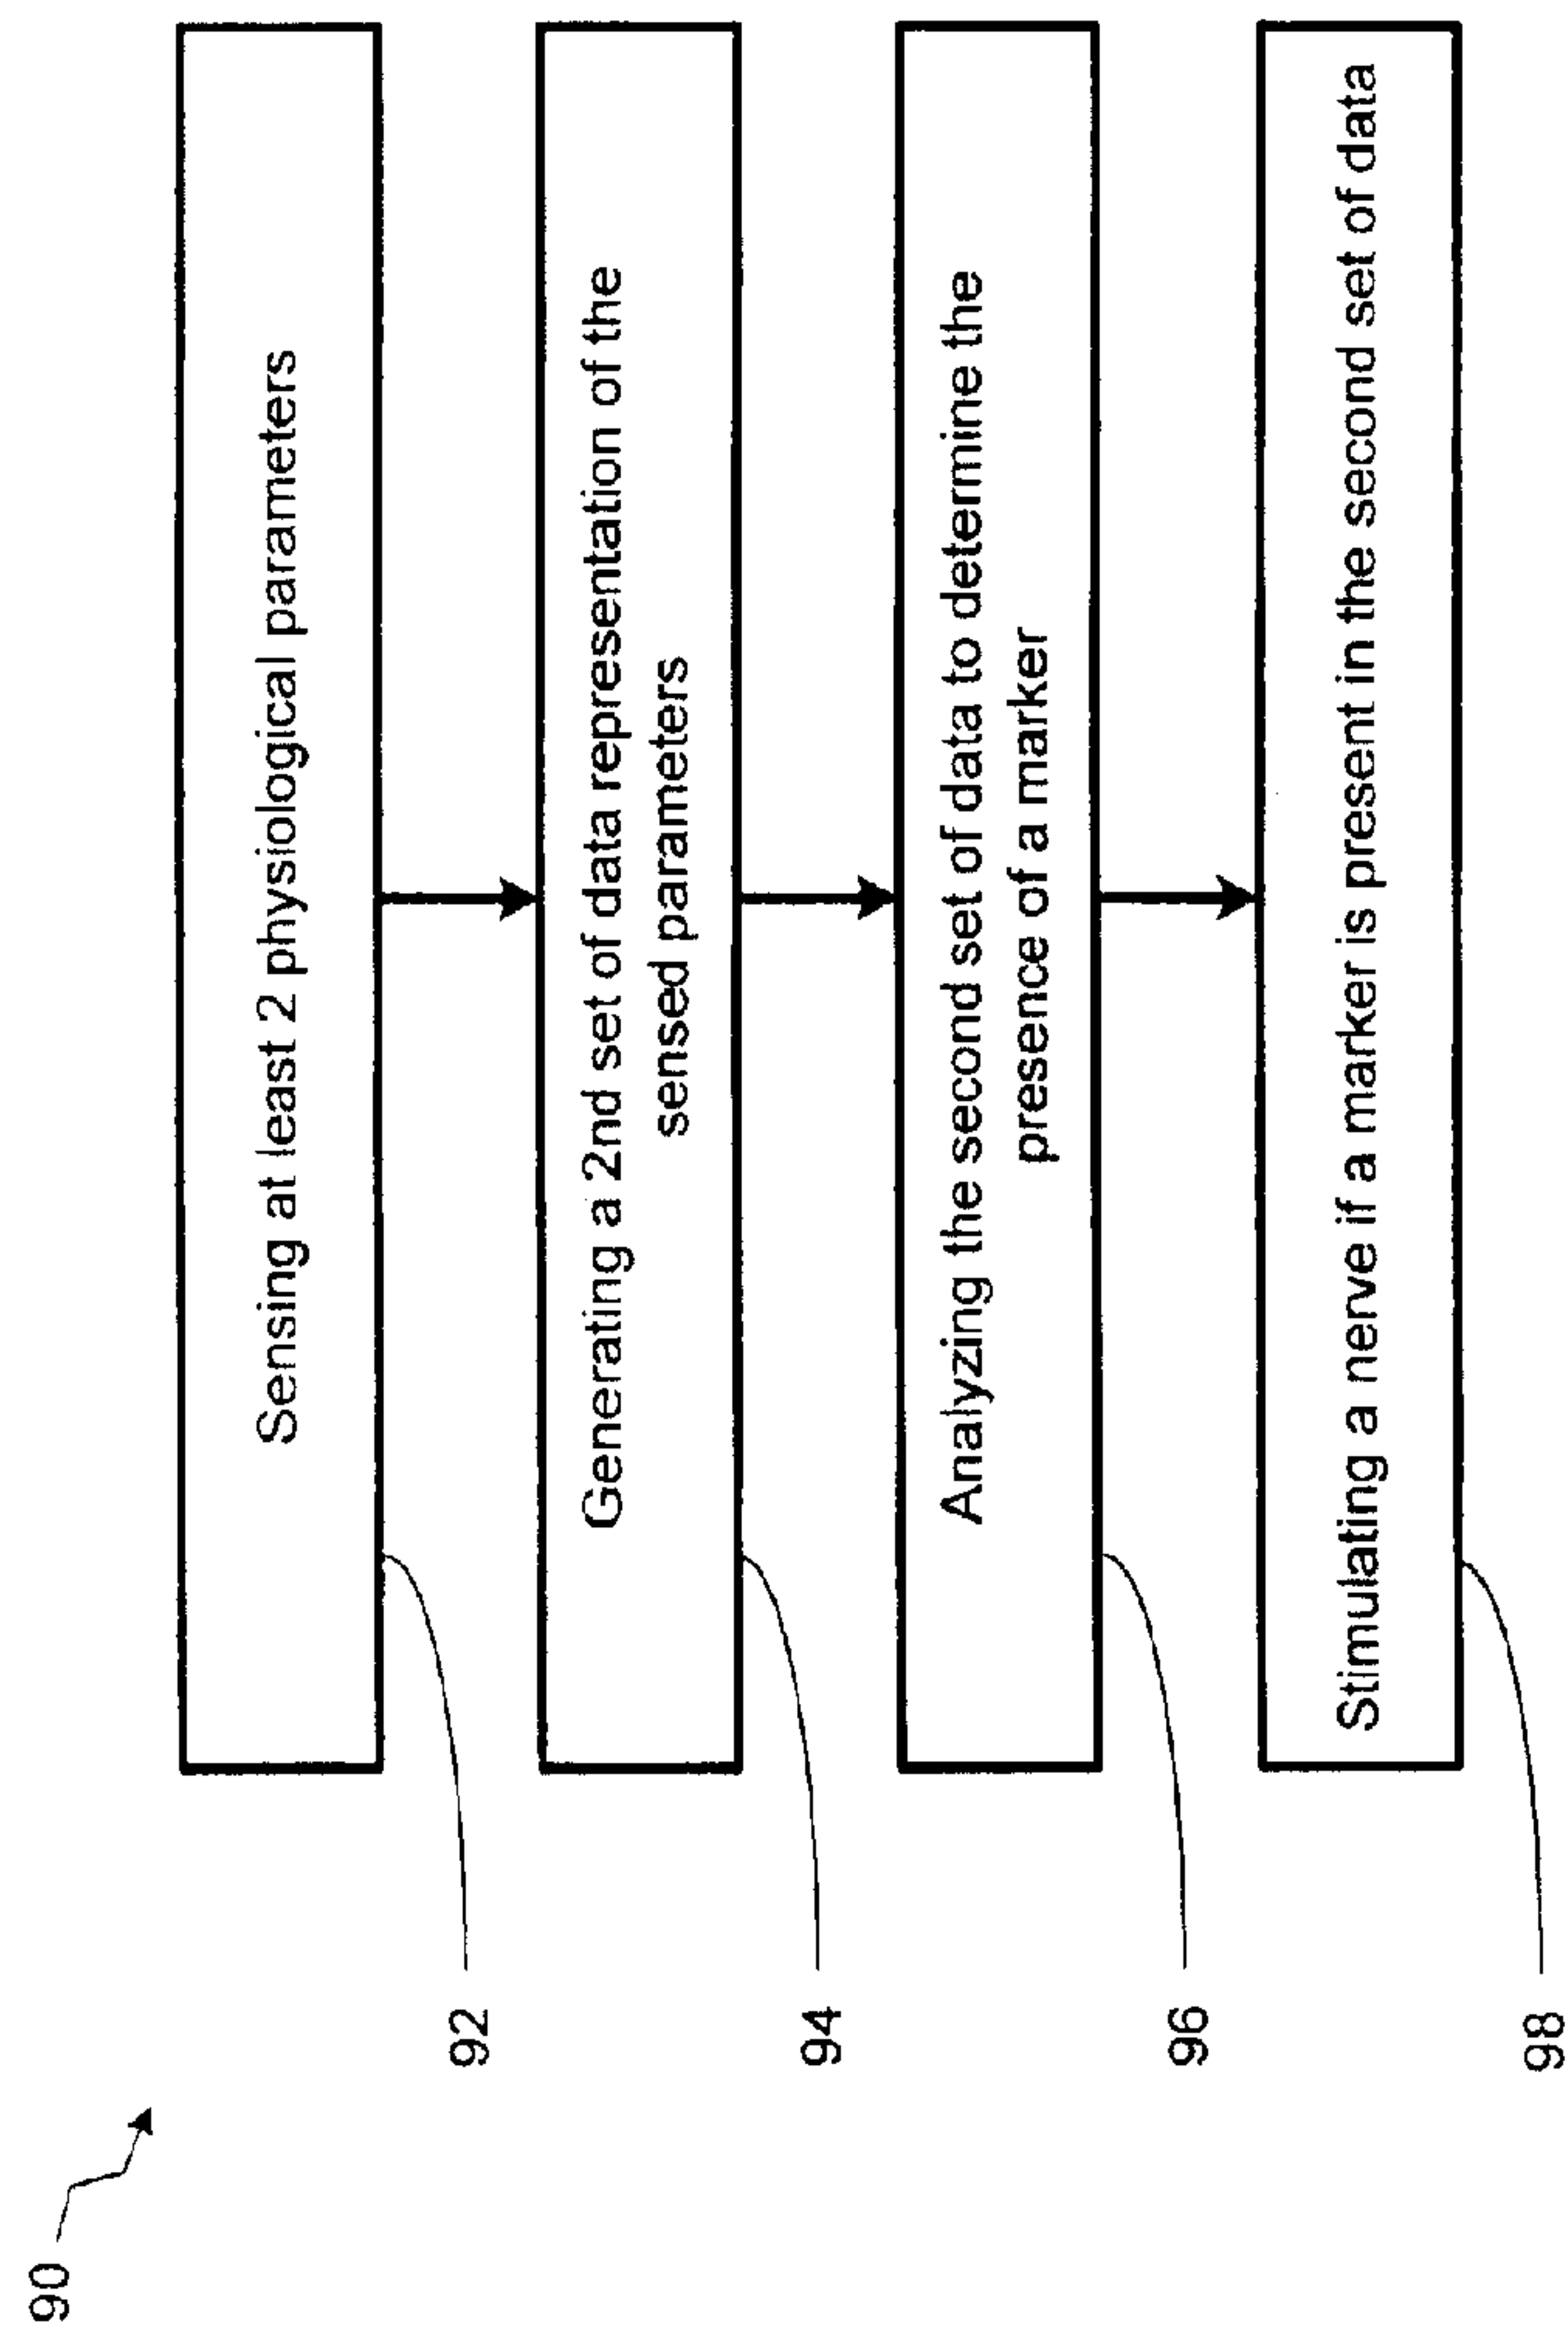 90
92
Sensing at least 2 physiological parameters
94
Generating a 2nd set of data representation of the
sensed parameters
96
Analyzing the second set of data to determine the
presence of a marker
98
Stimulating a nerve if a marker is present in the second set of data